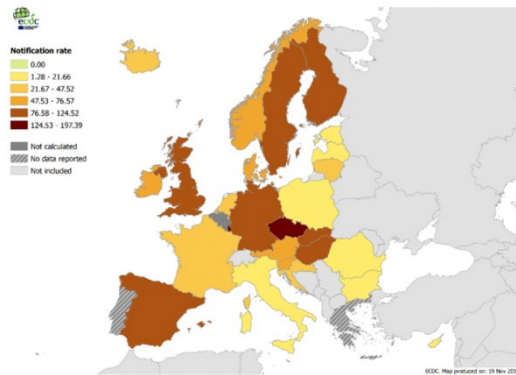 ecdc
Notification rate
0.00
1.28 - 21.66
21.67 - 47.52
47.53 - 76.57
76.58 - 124.52
124.53 - 197.39
Not calculated
No data reported
Not included
ECDC. Map produced on: 19 Nov 201